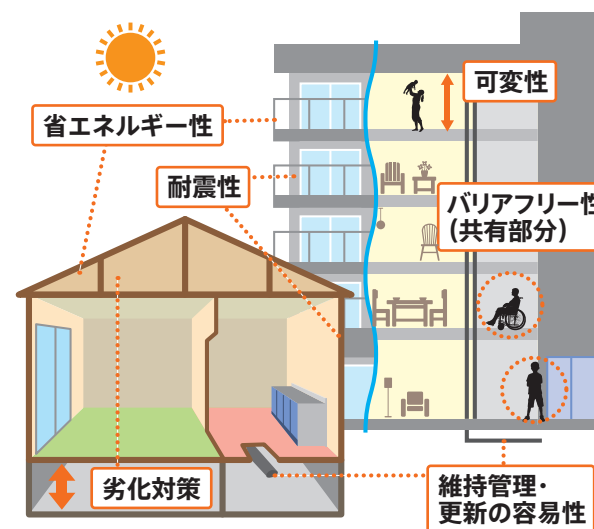 可変性
省エネルギー性
耐震性
バリアフリー性
(共有部分)
劣化対策
維持管理・
更新の容易性